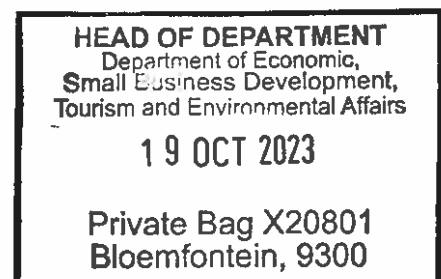 HEAD OF DEPARTMENT
Department of Economic,
Small Business Development,
Tourism and Environmental Affairs
19 OCT 2023
Private Bag X20801
Bloemfontein, 9300